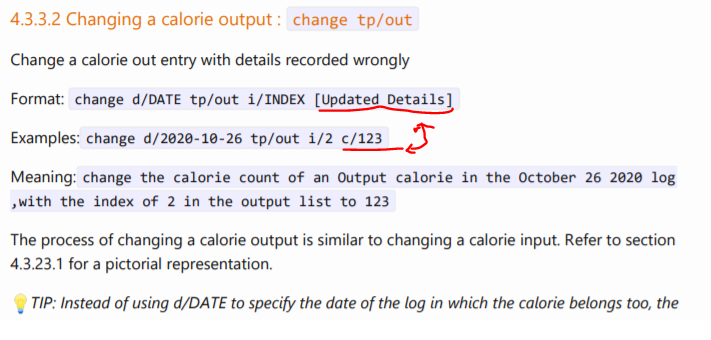 4.3.3.2 Changing a calorie output : change tp/out
Change a calorie out entry with details recorded wrongly
Format: change d/DATE tp/out i/INDEX [Updated Details]
Examples: change d/2020-10-26 tp/out i/2 c/123
Meaning: change the calorie count of an Output calorie in the October 26 2020 log
,with the index of 2 in the output list to 123
The process of changing a calorie output is similar to changing a calorie input. Refer to section
4.3.23.1 for a pictorial representation.
💡 TIP: Instead of using d/DATE to specify the date of the log in which the calorie belongs too, the